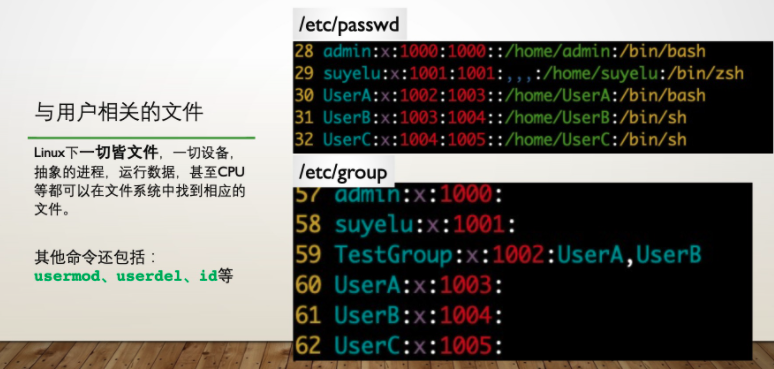 与用户相关的文件
Linux下一切皆文件，一切设备，
抽象的进程，运行数据，甚至CPU
等都可以在文件系统中找到相应的
文件。
其他命令还包括：
usermod、userdel、id等
/etc/passwd
28 admin:x:1000:1000::/home/admin:/bin/bash
29 suyelu:x:1001:1001:,,,:/home/suyelu:/bin/zsh
30 UserA:x:1002:1003::/home/UserA:/bin/bash
31 UserB:x:1003:1004::/home/UserB:/bin/sh
32 UserC:x:1004:1005::/home/UserC:/bin/sh
/etc/group
57 admin:x:1000:
58 suyelu:x:1001:
59 TestGroup:x:1002:UserA,UserB
60 UserA:x:1003:
61 UserB:x:1004:
62 UserC:x:1005: